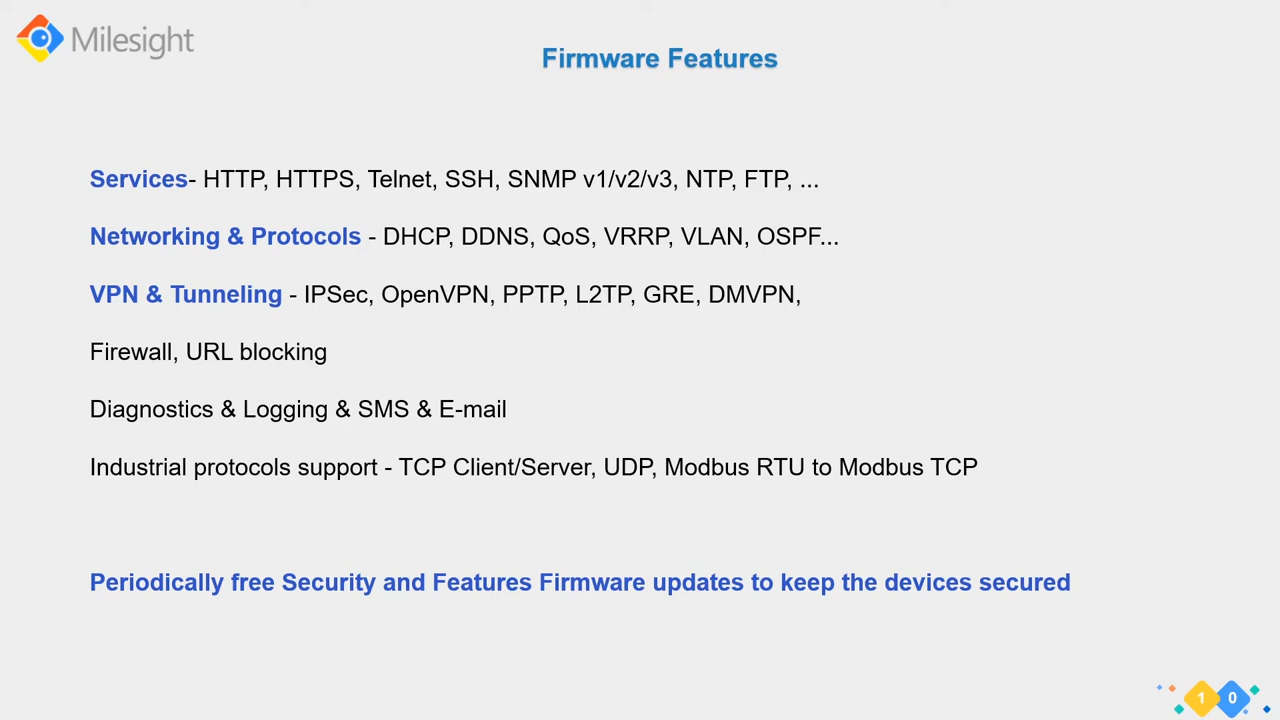 Milesight
Firmware Features
Services- HTTP, HTTPS, Telnet, SSH, SNMP v1/v2/v3, NTP, FTP, ...
Networking & Protocols - DHCP, DDNS, QoS, VRRP, VLAN, OSPF...
VPN & Tunneling - IPSec, OpenVPN, PPTP, L2TP, GRE, DMVPN,
Firewall, URL blocking
Diagnostics & Logging & SMS & E-mail
Industrial protocols support - TCP Client/Server, UDP, Modbus RTU to Modbus TCP
Periodically free Security and Features Firmware updates to keep the devices secured
1 0